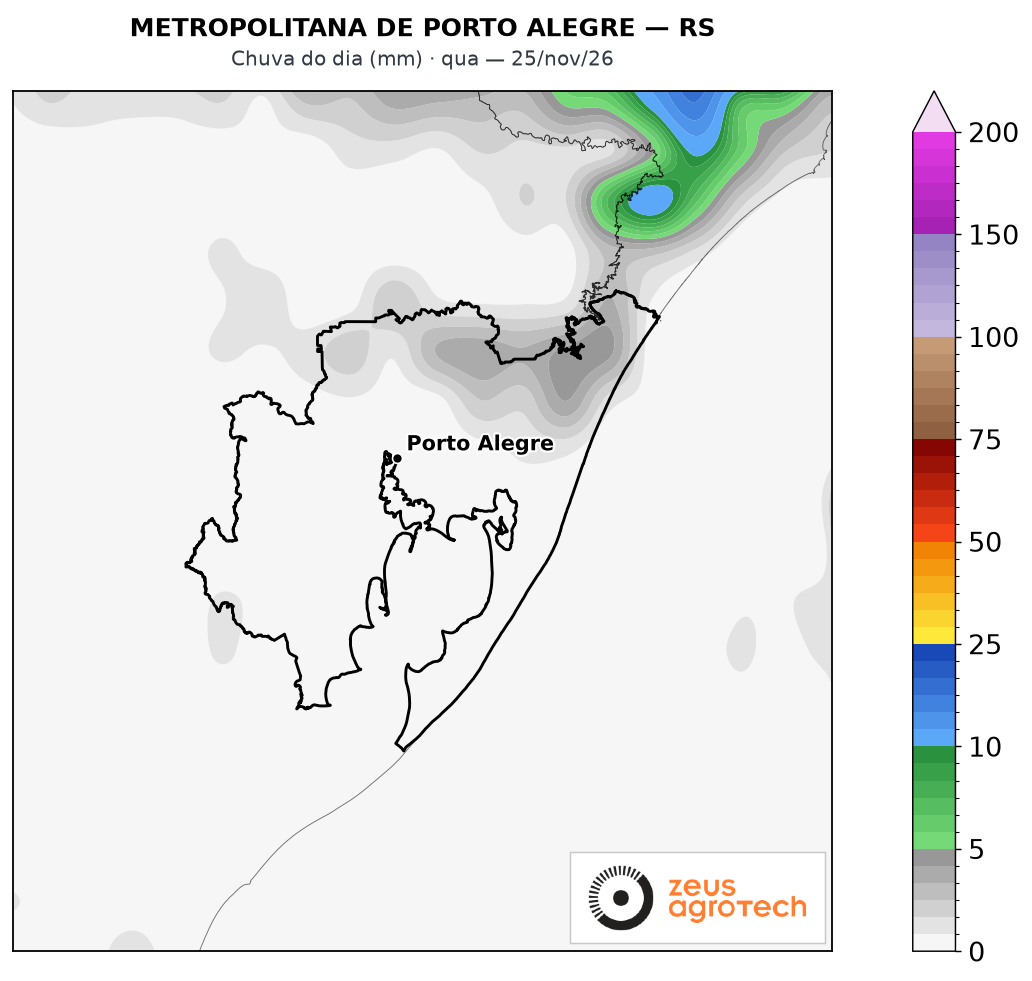 METROPOLITANA DE PORTO ALEGRE — RS
Chuva do dia (mm) · qua — 25/nov/26
200
150
100
75
50
25
10
5
0
Porto Alegre
zeus
agrotech